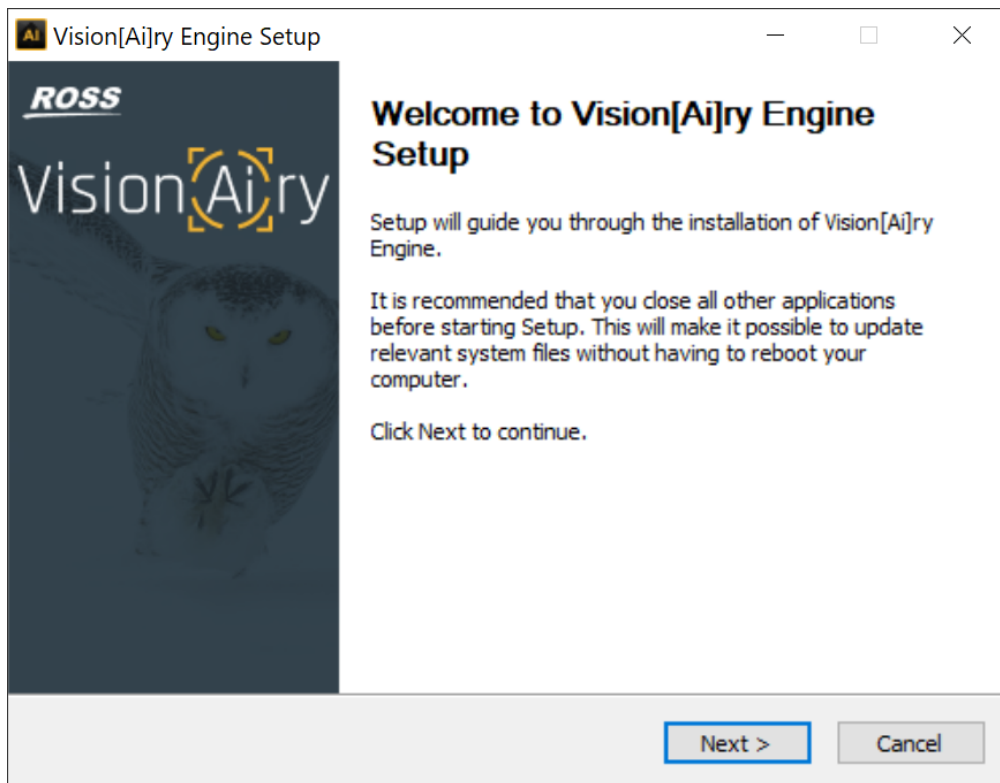 Vision[Ai]ry Engine Setup
ROSS
Vision[Ai]ry
Welcome to Vision[Ai]ry Engine
Setup
Setup will guide you through the installation of Vision[Ai]ry
Engine.
It is recommended that you close all other applications
before starting Setup. This will make it possible to update
relevant system files without having to reboot your
computer.
Click Next to continue.
Next >
Cancel